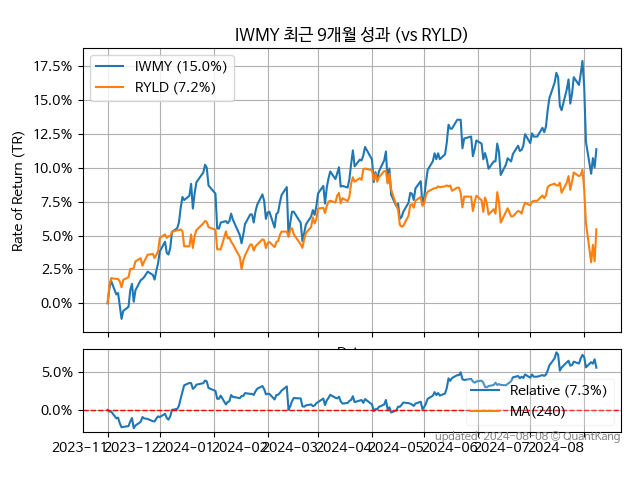 IWMY 최근 9개월 성과 (vs RYLD)
Rate of Return (TR)
17.5%
15.0%
12.5%
10.0%
7.5%
5.0%
2.5%
0.0%
IWMY (15.0%)
RYLD (7.2%)
5.0%
0.0%
Relative (7.3%)
MA(240)
updated: 2024-08-08 © QuantKang
2023-11 2023-12 2024-01 2024-02 2024-03 2024-04 2024-05 2024-06 2024-07 2024-08